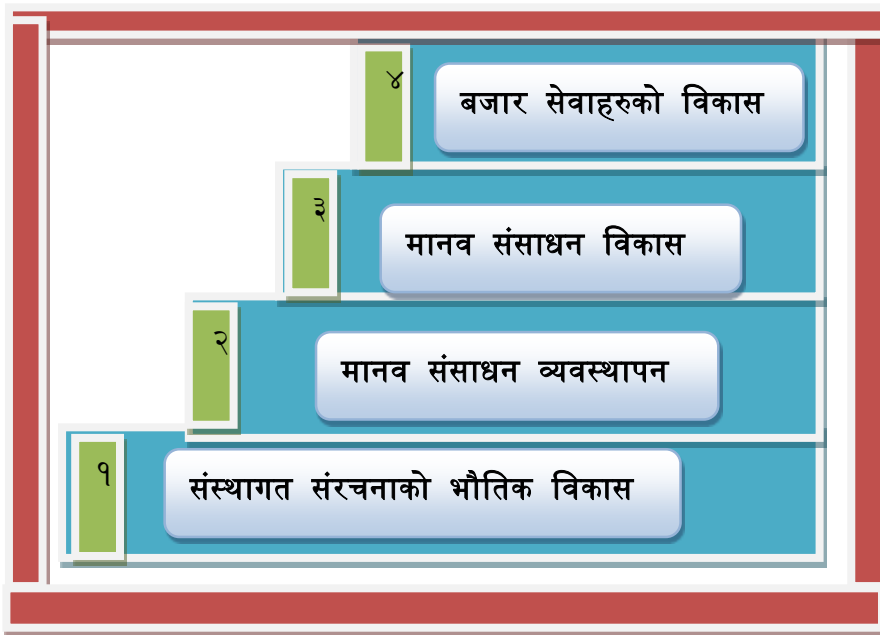 ४
बजार सेवाहरुको विकास
३
मानव संसाधन विकास
२
मानव संसाधन व्यवस्थापन
१
संस्थागत संरचनाको भौतिक विकास